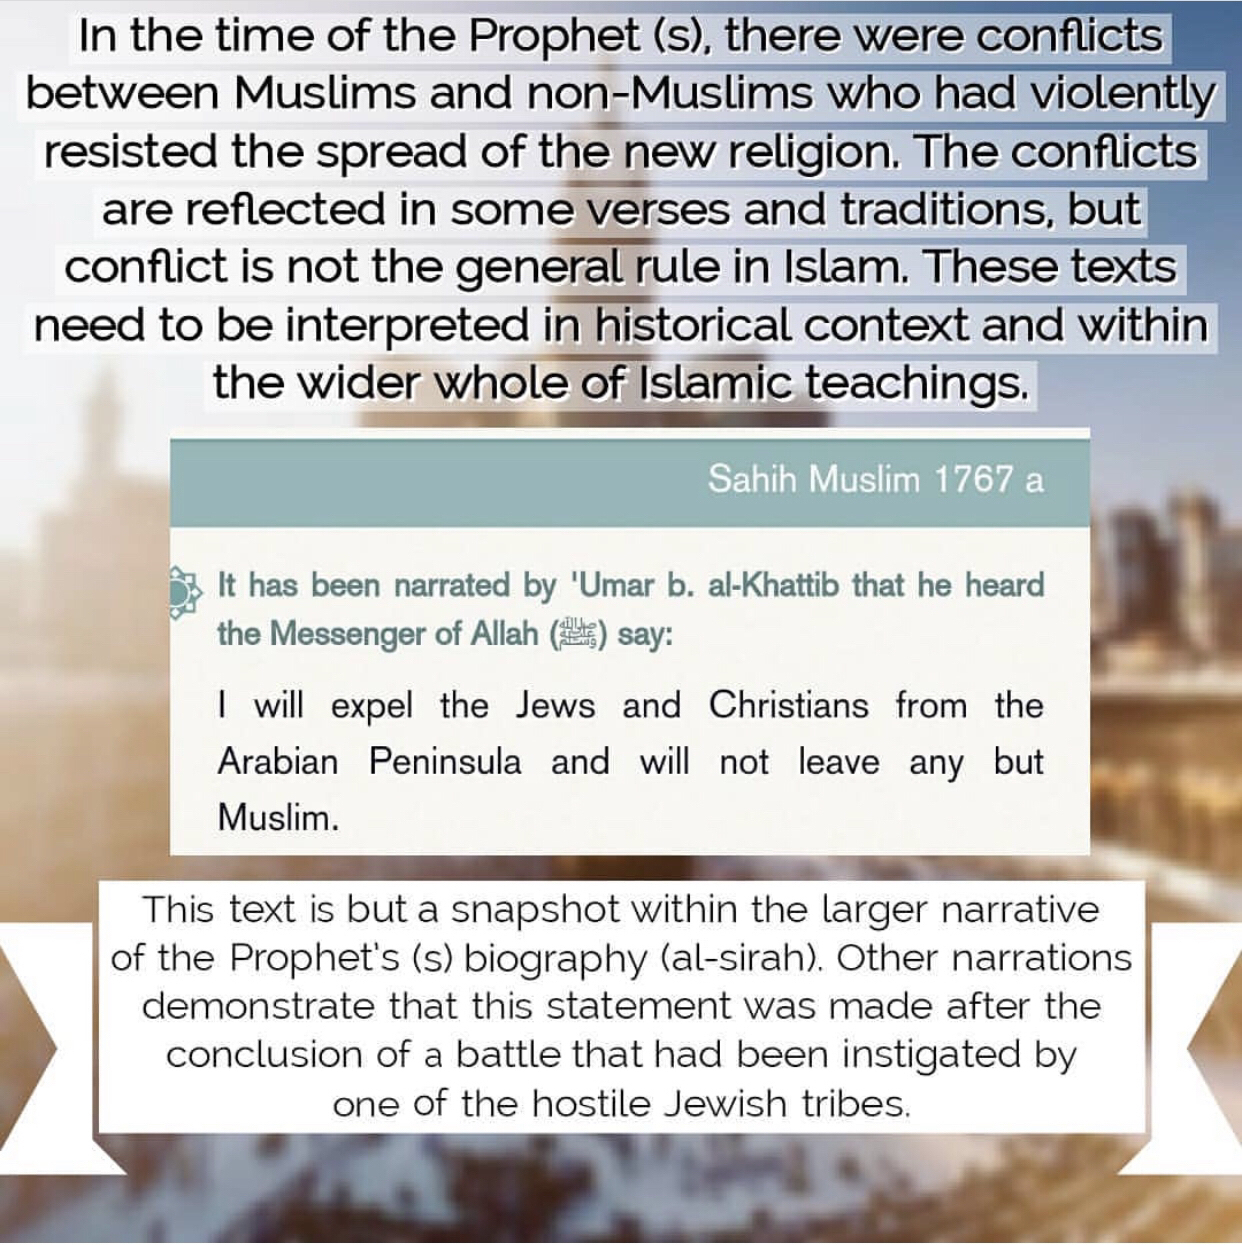 In the time of the Prophet (s), there were conflicts
between Muslims and non-Muslims who had violently
resisted the spread of the new religion. The conflicts
are reflected in some verses and traditions, but
conflict is not the general rule in Islam. These texts
need to be interpreted in historical context and within
the wider whole of Islamic teachings.
Sahih Muslim 1767 a
It has been narrated by 'Umar b. al-Khattib that he heard
the Messenger of Allah (ﷺ) say:
I will expel the Jews and Christians from the
Arabian Peninsula and will not leave any but
Muslim.
This text is but a snapshot within the larger narrative
of the Prophet's (s) biography (al-sirah). Other narrations
demonstrate that this statement was made after the
conclusion of a battle that had been instigated by
one of the hostile Jewish tribes.